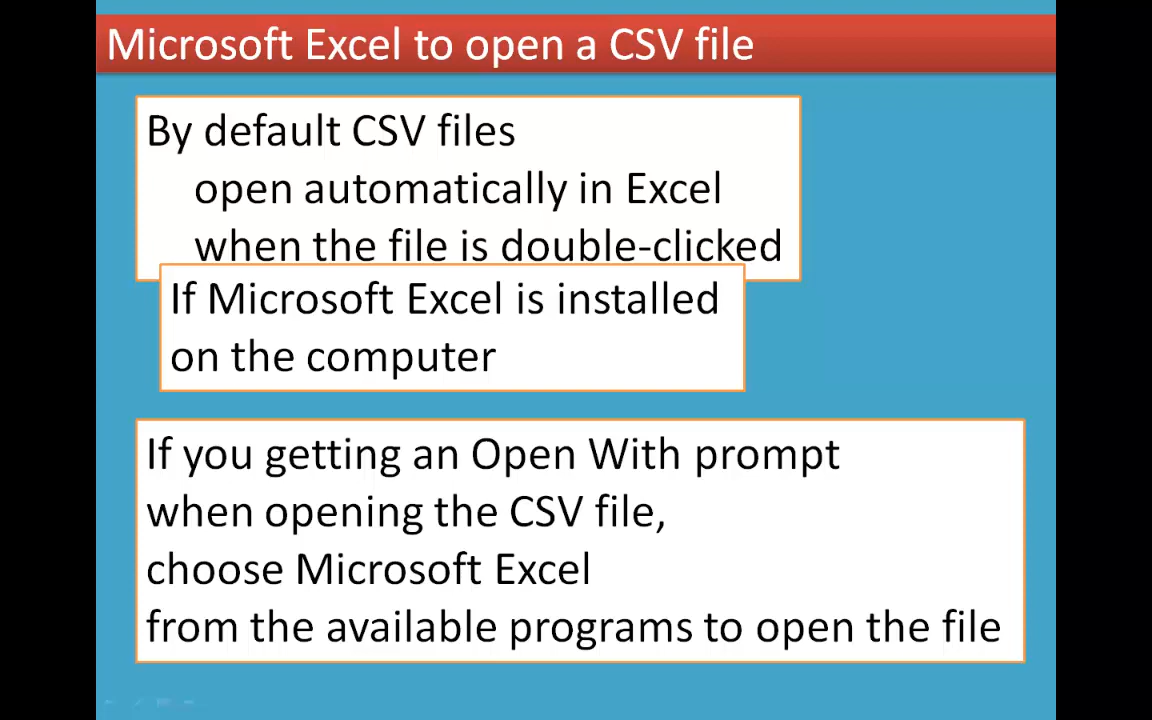 Microsoft Excel to open a CSV file
By default CSV files
open automatically in Excel
when the file is double-clicked
If Microsoft Excel is installed
on the computer
If you getting an Open With prompt
when opening the CSV file,
choose Microsoft Excel
from the available programs to open the file